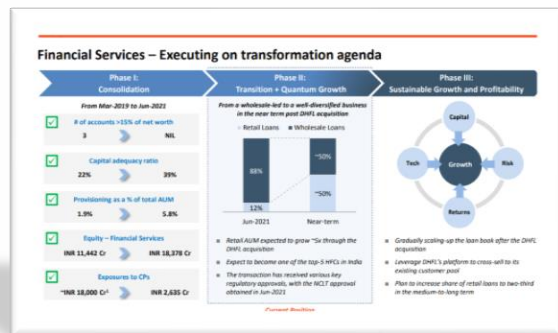 Financial Services – Executing on transformation agenda
Phase I:
Consolidation
From Mar-2019 to Jun-2021
# of accounts >15% of net worth
3 NIL
Capital adequacy ratio
22% 39%
Provisioning as a % of total AUM
1.9% 5.8%
Equity – Financial Services
INR 11,442 Cr INR 18,378 Cr
Exposures to CPs
~INR 18,000 Cr¹ INR 2,635 Cr
Phase II:
Transition + Quantum Growth
From a wholesale-led to a well-diversified business
in the near term post DHFL acquisition
Retail Loans Wholesale Loans
88%
12%
~50%
~50%
Jun-2021 Near-term
Retail AUM expected to grow ~5x through the
DHFL acquisition
Expect to become one of the top-5 HFCs in India
The transaction has received various key
regulatory approvals, with the NCLT approval
obtained in Jun-2021
Current Position
Phase III:
Sustainable Growth and Profitability
Capital
Tech
Growth
Risk
Returns
Gradually scaling-up the loan book after the DHFL
acquisition
Leverage DHFL's platform to cross-sell to its
existing customer pool
Plan to increase share of retail loans to two-third
in the medium-to-long term